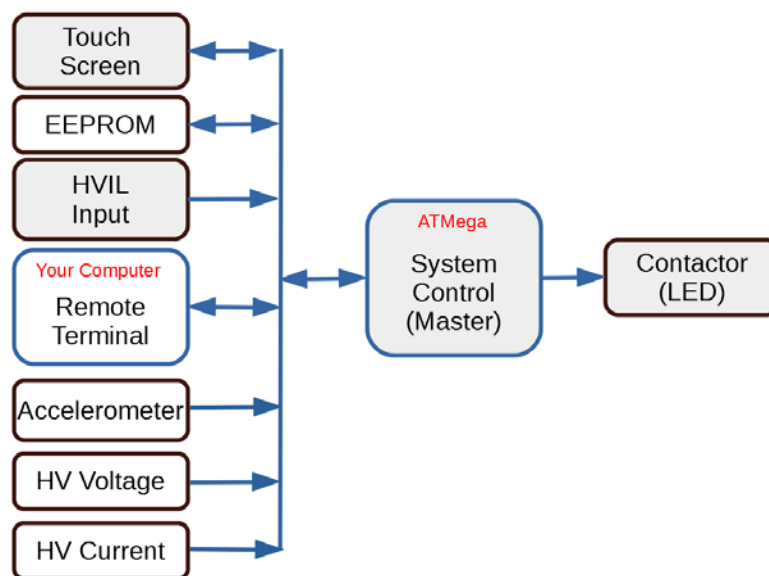 Touch
Screen
EEPROM
HVIL
Input
Your Computer
Remote
Terminal
Accelerometer
HV Voltage
HV Current
ATMega
System
Control
(Master)
Contactor
(LED)